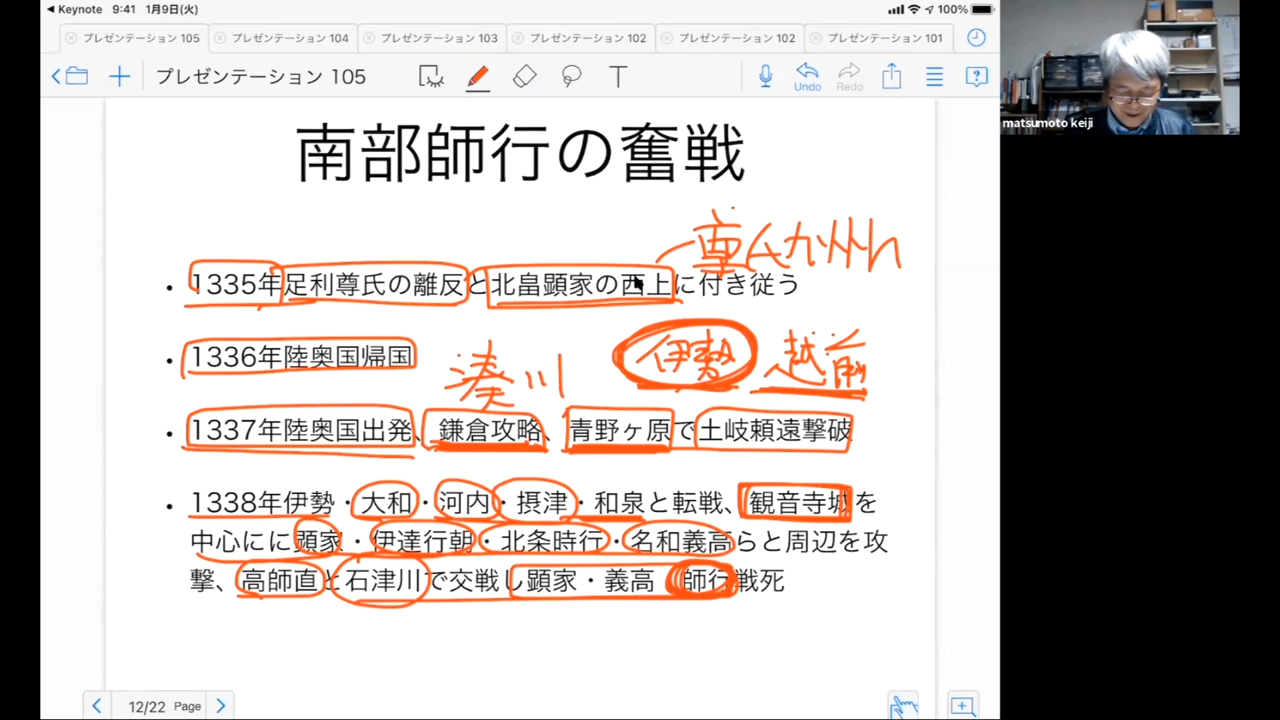 Keynote 9:41 1月9日(火) 100%
プレゼンテーション 105 プレゼンテーション 104 プレゼンテーション 103 プレゼンテーション 102 プレゼンテーション 102 プレゼンテーション 101
プレゼンテーション 105 T Undo Redo
matsumoto keiji
南部師行の奮戦
尊氏九州へ
・1335年足利尊氏の離反と北畠顕家の西上に付き従う
・1336年陸奥国帰国
湊川 伊勢 越前
・1337年陸奥国出発、鎌倉攻略、青野ヶ原で土岐頼遠撃破
・1338年伊勢・大和・河内・摂津・和泉と転戦、観音寺城を
中心にに顕家・伊達行朝・北条時行・名和義高らと周辺を攻
撃、高師直と石津川で交戦し顕家・義高 師行戦死
12/22 Page